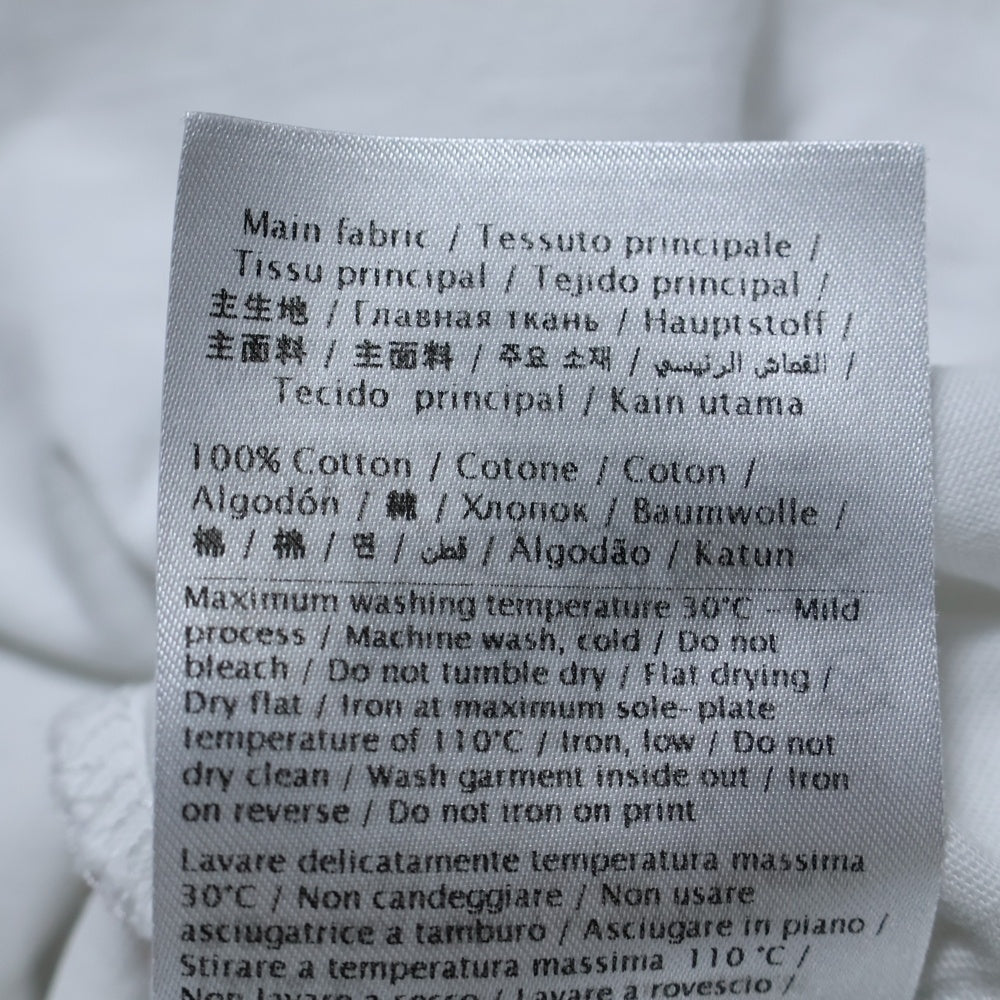 Main fabric / Tessuto principale /
Tissu principal / Tejido principal /
主生地 / Главная ткань / Hauptstoff /
主面料 / 主面料 / 주요 소재 / القماش الرئيسي /
Tecido principal / Kain utama
100% Cotton / Cotone / Coton /
Algodón / 綿 / Хлопок / Baumwolle /
棉 / 棉 / 면 / قطن / Algodão / Katun
Maximum washing temperature 30°C - Mild
process / Machine wash, cold / Do not
bleach / Do not tumble dry / Flat drying /
Dry flat / Iron at maximum sole-plate
temperature of 110°C / Iron, low / Do not
dry clean / Wash garment inside out / Iron
on reverse / Do not iron on print
Lavare delicatamente temperatura massima
30°C / Non candeggiare / Non usare
asciugatrice a tamburo / Asciugare in piano /
Stirare a temperatura massima 110 °C /
Non lavare a secco / Lavare a rovescio /